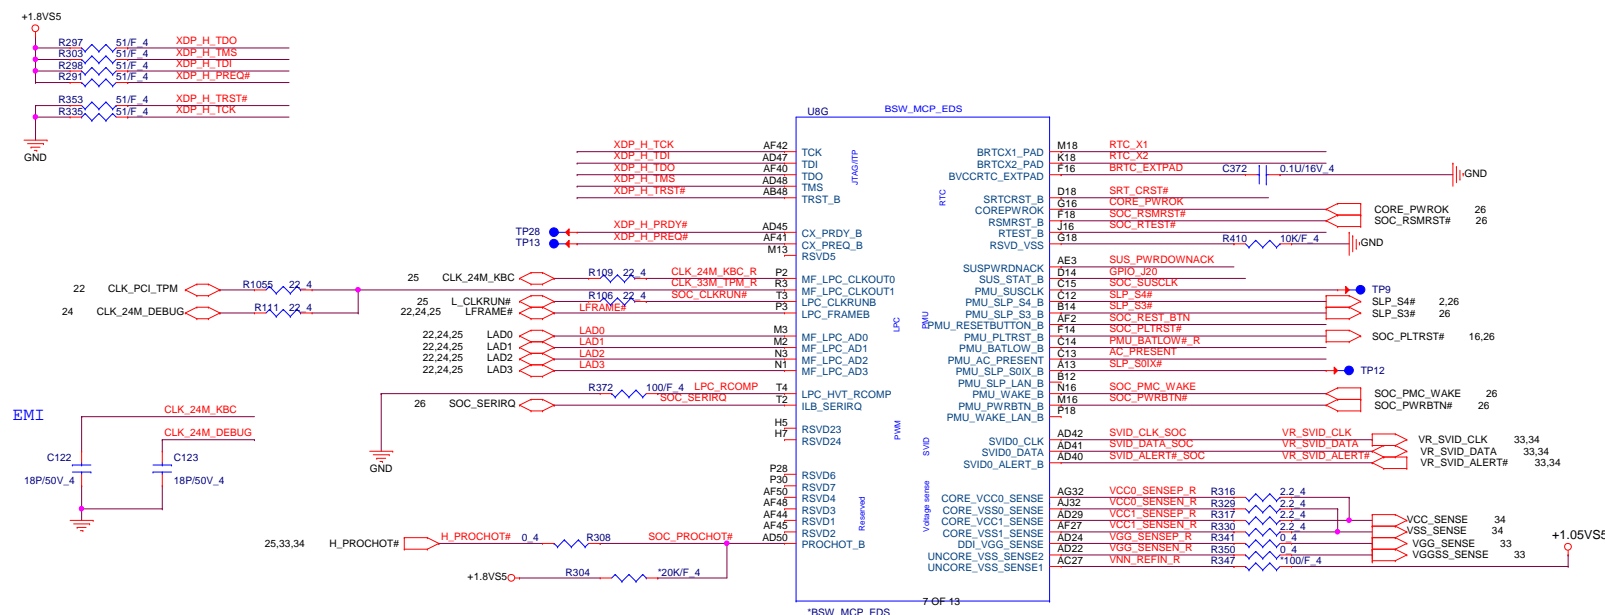 +1.8VS5
R297 51/F_4 XDP_H_TDO
R303 51/F_4 XDP_H_TMS
R298 51/F_4 XDP_H_TDI
R291 51/F_4 XDP_H_PREQ#
R353 51/F_4 XDP_H_TRST#
R335 51/F_4 XDP_H_TCK
GND
U8G BSW_MCP_EDS
XDP_H_TCK AF42 TCK
XDP_H_TDI AD47 TDI
XDP_H_TDO AF40 TDO
XDP_H_TMS AD48 TMS
XDP_H_TRST# AB48 TRST_B
JTAG/ITP
TP28 XDP_H_PRDY# AD45 CX_PRDY_B
TP13 XDP_H_PREQ# AF41 CX_PREQ_B
M13 RSVD5
25 CLK_24M_KBC R109 22_4 CLK_24M_KBC_R P2 MF_LPC_CLKOUT0
22 CLK_PCI_TPM R1055 22_4 CLK_33M_TPM_R R3 MF_LPC_CLKOUT1
25 L_CLKRUN# R106 22_4 SOC_CLKRUN# T3 LPC_CLKRUNB
24 CLK_24M_DEBUG R111 22_4
22,24,25 LFRAME# LFRAME# P3 LPC_FRAMEB
LPC
22,24,25 LAD0 LAD0 M3 MF_LPC_AD0
22,24,25 LAD1 LAD1 M2 MF_LPC_AD1
22,24,25 LAD2 LAD2 N3 MF_LPC_AD2
22,24,25 LAD3 LAD3 N1 MF_LPC_AD3
R372 100/F_4 LPC_RCOMP T4 LPC_HVT_RCOMP
26 SOC_SERIRQ SOC_SERIRQ T2 ILB_SERIRQ
GND
PWM
H5 RSVD23
H7 RSVD24
P28 RSVD6
P30 RSVD7
AF50 RSVD4
AF48 RSVD3
AF44 RSVD1
AF45 RSVD2
Reserved
25,33,34 H_PROCHOT# H_PROCHOT# 0_4 R308 SOC_PROCHOT# AD50 PROCHOT_B
+1.8VS5 R304 *20K/F_4
EMI
CLK_24M_KBC
CLK_24M_DEBUG
C122 C123
18P/50V_4 18P/50V_4
BRTCX1_PAD M18 RTC_X1
BRTCX2_PAD K18 RTC_X2
BVCCRTC_EXTPAD F16 BRTC_EXTPAD C372 0.1U/16V_4 GND
RTC
SRTCRST_B D18 SRT_CRST#
COREPWROK G16 CORE_PWROK CORE_PWROK 26
RSMRST_B F18 SOC_RSMRST# SOC_RSMRST# 26
RTEST_B J16 SOC_RTEST#
RSVD_VSS G18 R410 10K/F_4 GND
SUSPWRDNACK AE3 SUS_PWRDOWNACK
SUS_STAT_B D14 GPIO_J20
PMU_SUSCLK C15 SOC_SUSCLK TP9
PMU_SLP_S4_B C12 SLP_S4# SLP_S4# 2,26
PMU_SLP_S3_B B14 SLP_S3# SLP_S3# 26
PMU
PMU_RESETBUTTON_B AF2 SOC_REST_BTN
PMU_PLTRST_B F14 SOC_PLTRST# SOC_PLTRST# 16,26
PMU_BATLOW_B C14 PMU_BATLOW#_R
PMU_AC_PRESENT C13 AC_PRESENT
PMU_SLP_S0IX_B A13 SLP_S0IX# TP12
PMU_SLP_LAN_B B12
PMU_WAKE_B N16 SOC_PMC_WAKE SOC_PMC_WAKE 26
PMU_PWRBTN_B M16 SOC_PWRBTN# SOC_PWRBTN# 26
PMU_WAKE_LAN_B P18
SVID
SVID0_CLK AD42 SVID_CLK_SOC VR_SVID_CLK VR_SVID_CLK 33,34
SVID0_DATA AD41 SVID_DATA_SOC VR_SVID_DATA VR_SVID_DATA 33,34
SVID0_ALERT_B AD40 SVID_ALERT#_SOC VR_SVID_ALERT# VR_SVID_ALERT# 33,34
Voltage sense
CORE_VCC0_SENSE AG32 VCC0_SENSEP_R R316 2.2_4
CORE_VSS0_SENSE AJ32 VCC0_SENSEN_R R329 2.2_4
CORE_VCC1_SENSE AD29 VCC1_SENSEP_R R317 2.2_4 VCC_SENSE 34
CORE_VSS1_SENSE AF27 VCC1_SENSEN_R R330 2.2_4 VSS_SENSE 34
DDI_VGG_SENSE AD24 VGG_SENSEP_R R341 0_4 VGG_SENSE 33
UNCORE_VSS_SENSE2 AD22 VGG_SENSEN_R R350 0_4 VGGSS_SENSE 33
UNCORE_VSS_SENSE1 AC27 VNN_REFIN_R R347 *100/F_4 +1.05VS5
7 OF 13
*BSW_MCP_EDS